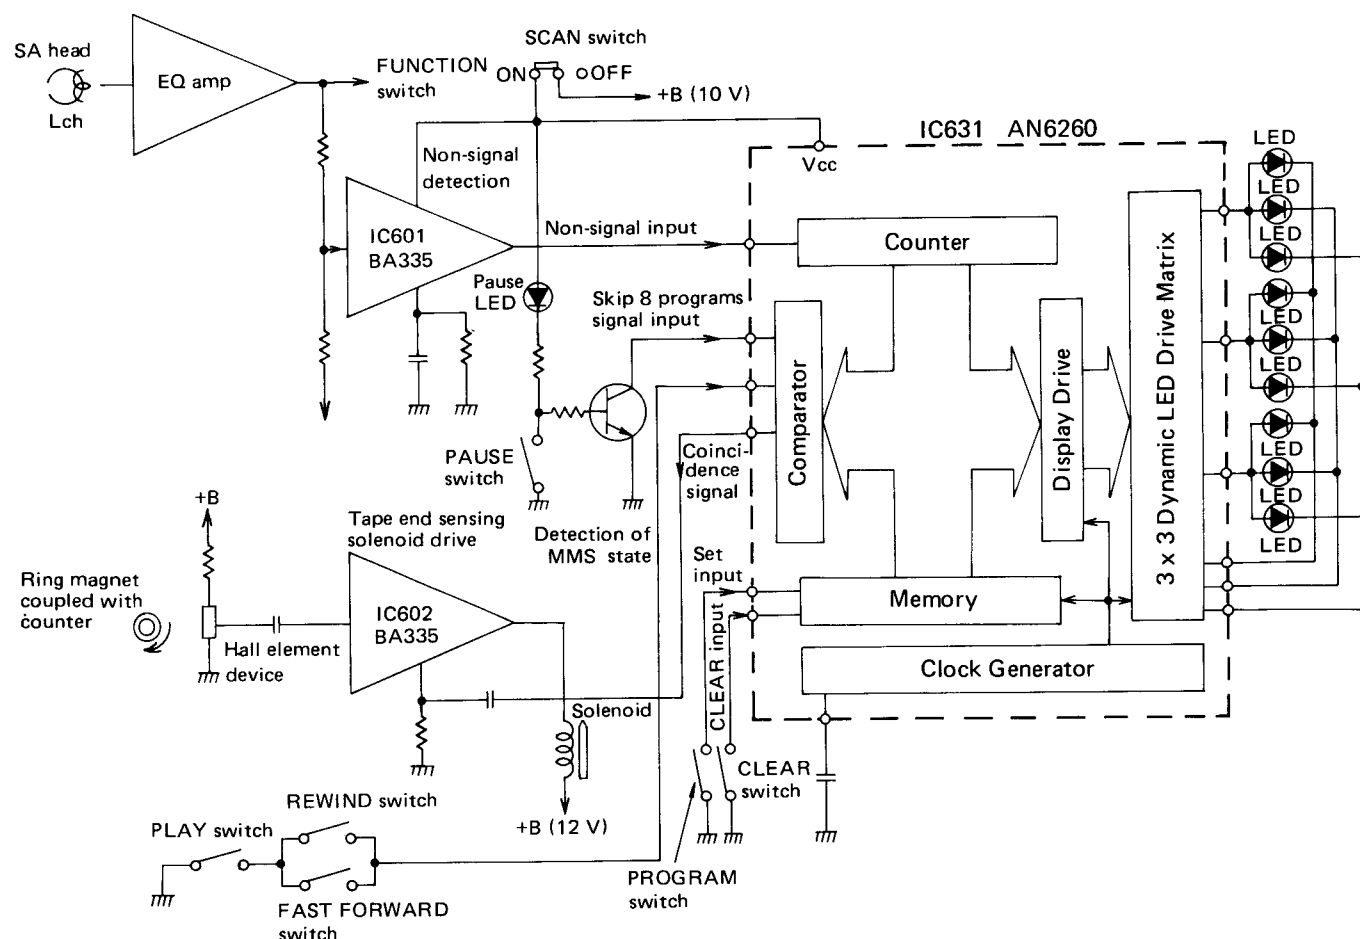 SA head
Lch
EQ amp
FUNCTION
switch
SCAN switch
ON
OFF
+B (10 V)
IC631 AN6260
Vcc
Non-signal
detection
IC601
BA335
Non-signal input
Counter
Pause
LED
Skip 8 programs
signal input
Comparator
Display Drive
3 x 3 Dynamic LED Drive Matrix
LED
LED
LED
LED
LED
LED
LED
LED
LED
PAUSE
switch
Coinci-
dence
signal
Detection of
MMS state
+B
Tape end sensing
solenoid drive
Ring magnet
coupled with
counter
Hall element
device
IC602
BA335
Set
input
CLEAR input
Memory
Clock Generator
Solenoid
+B (12 V)
CLEAR
switch
PROGRAM
switch
REWIND switch
PLAY switch
FAST FORWARD
switch